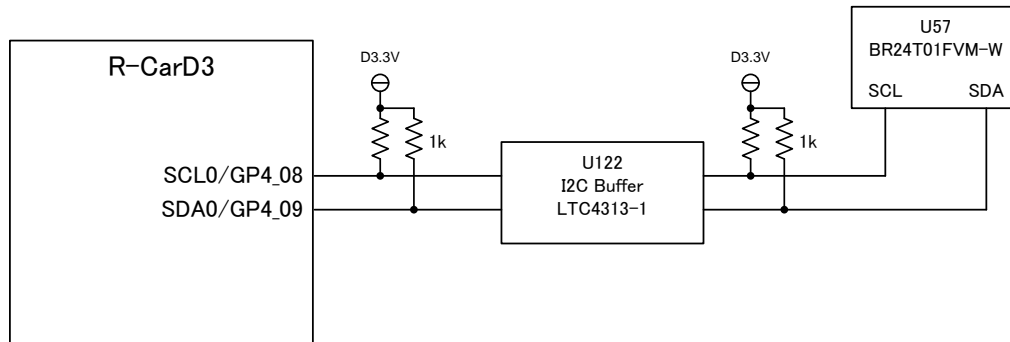 R-CarD3
SCL0/GP4_08
SDA0/GP4_09
D3.3V
1k
U122
I2C Buffer
LTC4313-1
D3.3V
1k
U57
BR24T01FVM-W
SCL SDA